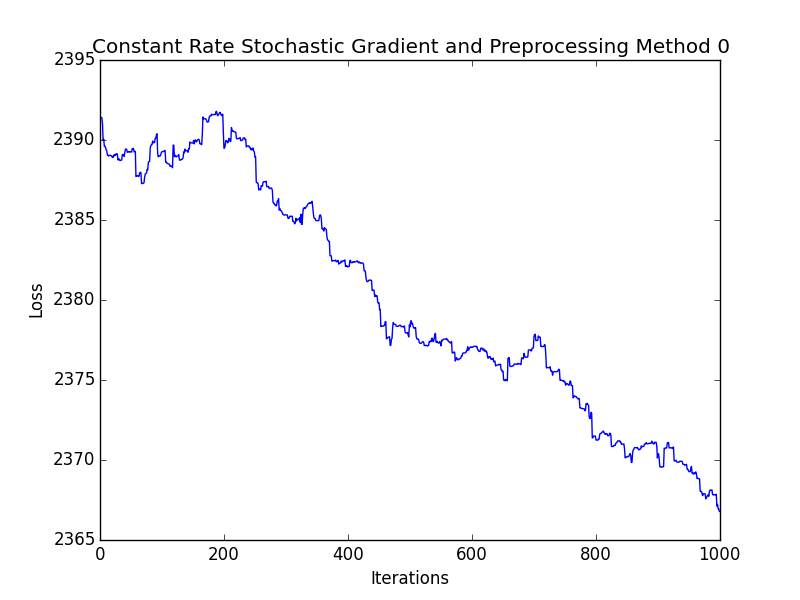 Constant Rate Stochastic Gradient and Preprocessing Method 0
2395
2390
2385
2380
2375
2370
2365
Loss
0 200 400 600 800 1000
Iterations